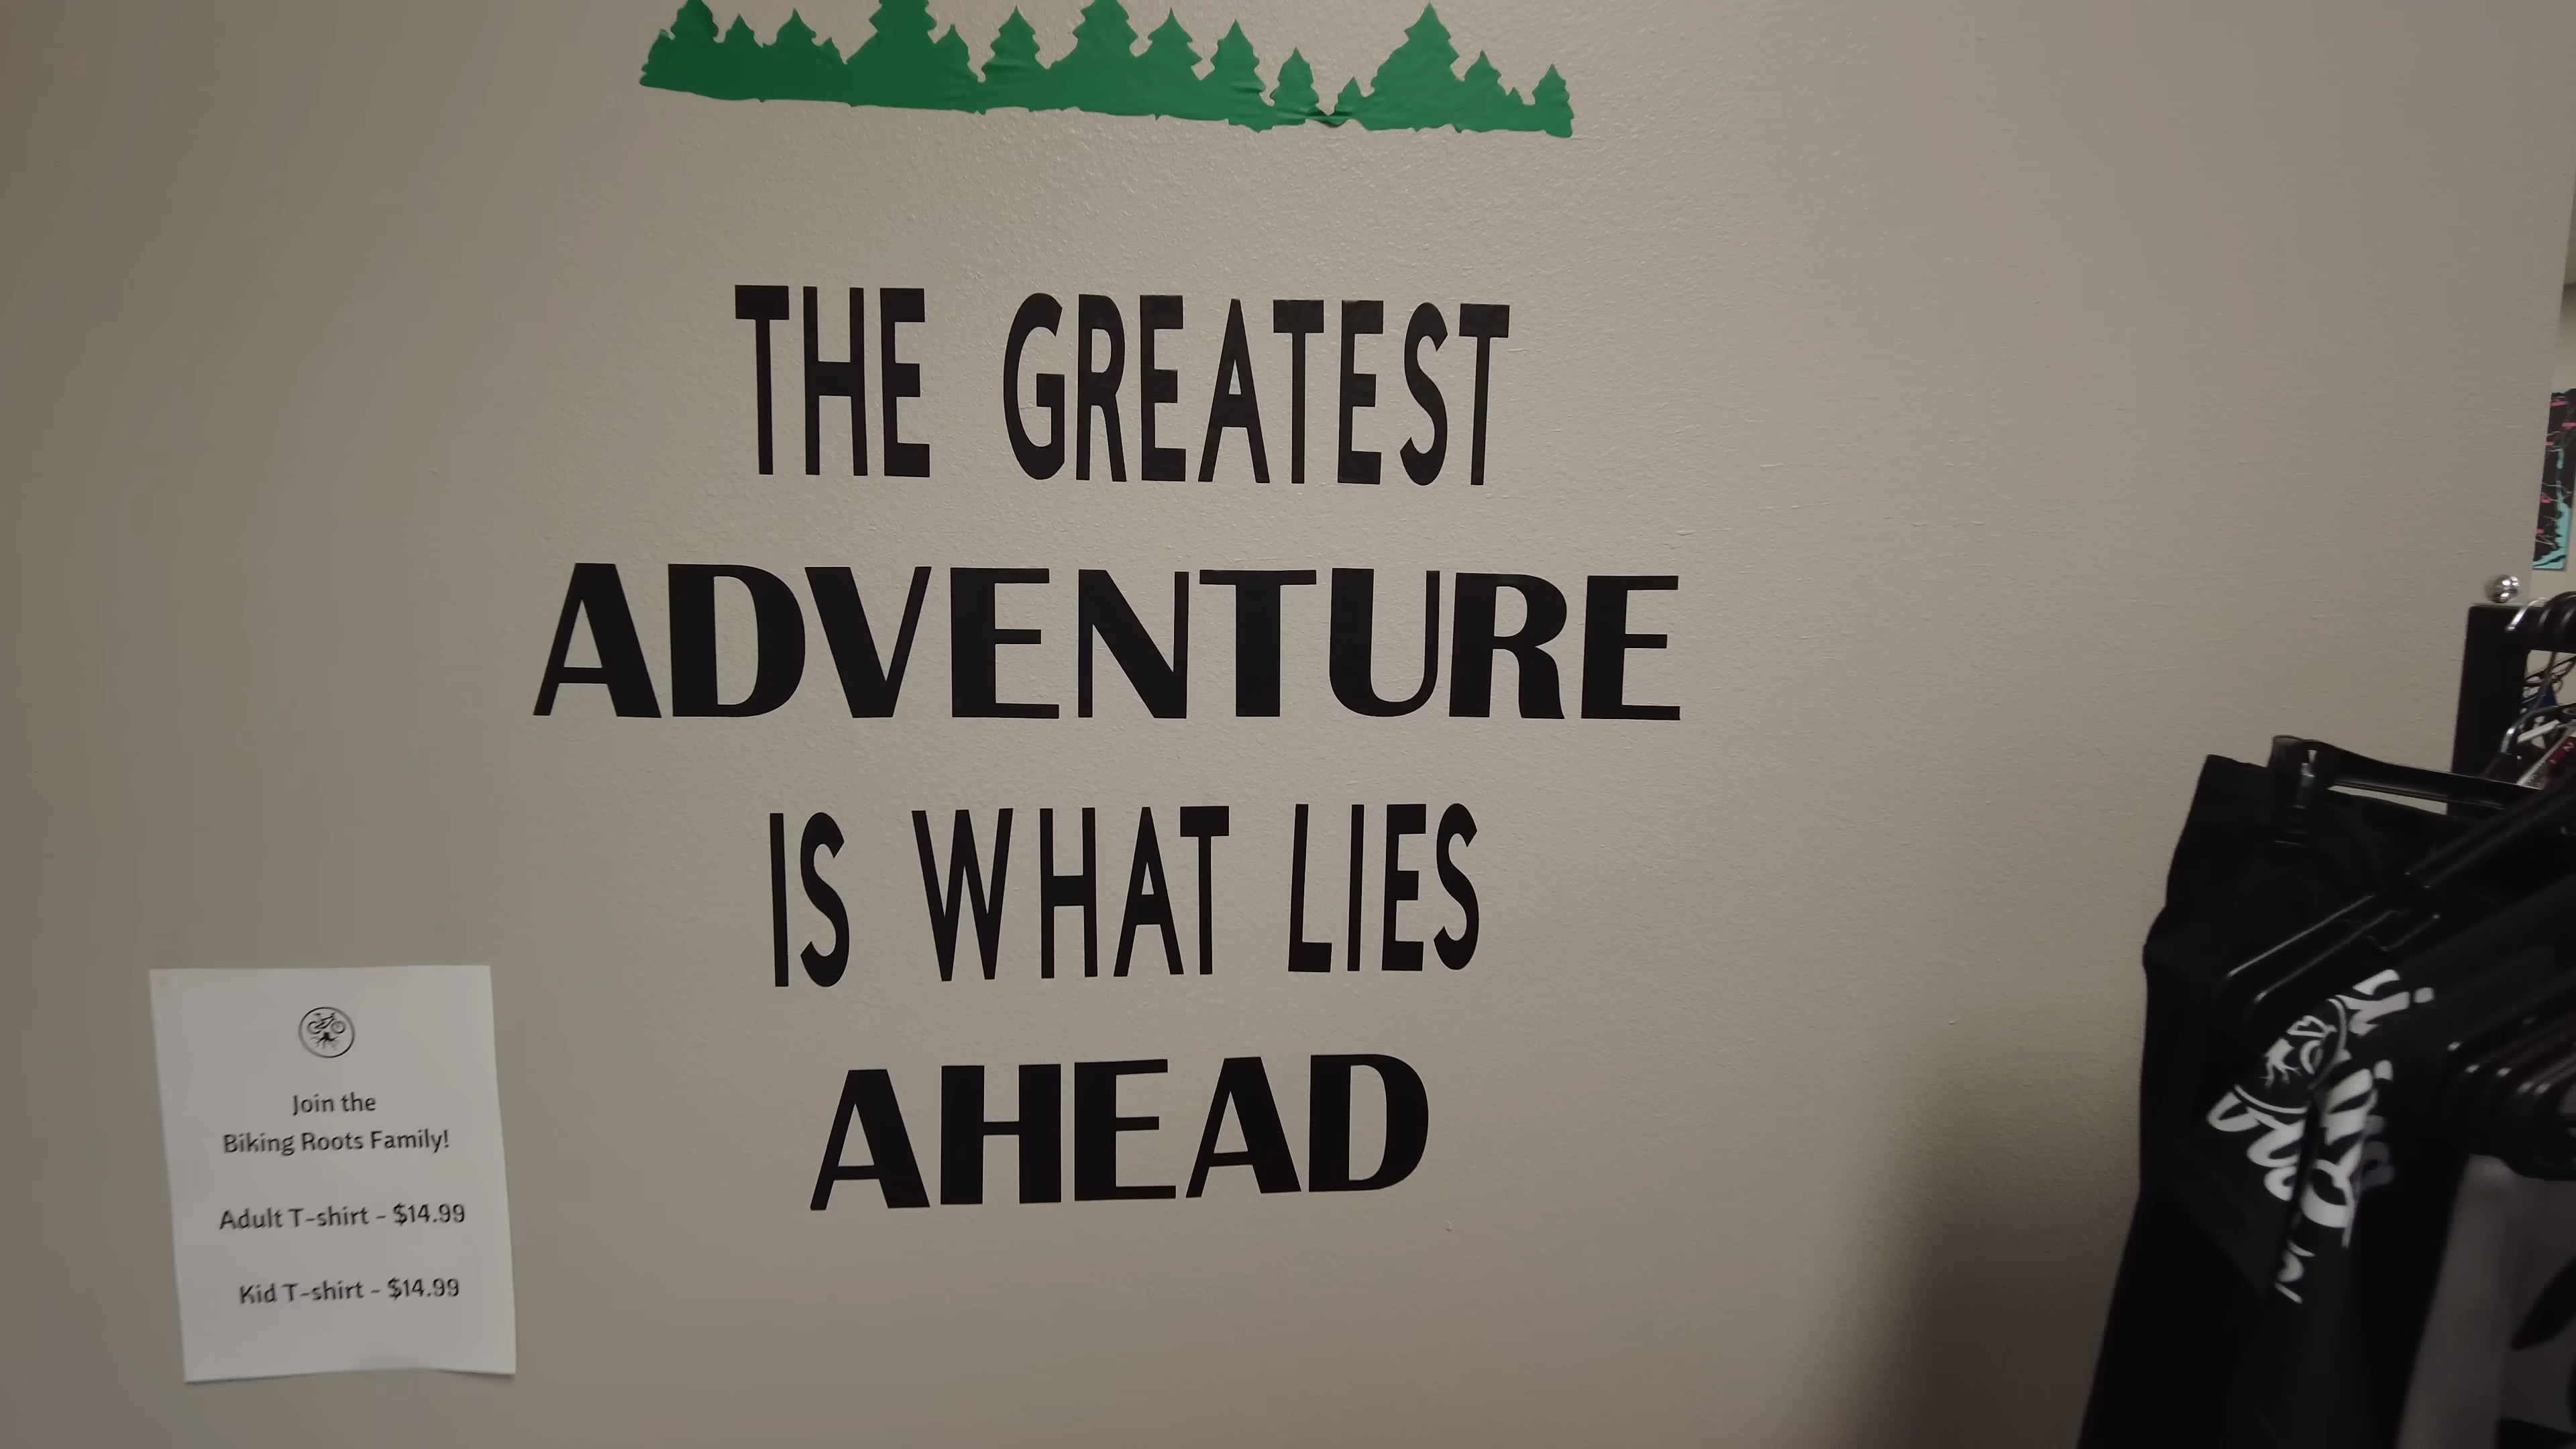 THE GREATEST
ADVENTURE
IS WHAT LIES
AHEAD
Join the
Biking Roots Family!
Adult T-shirt - $14.99
Kid T-shirt - $14.99